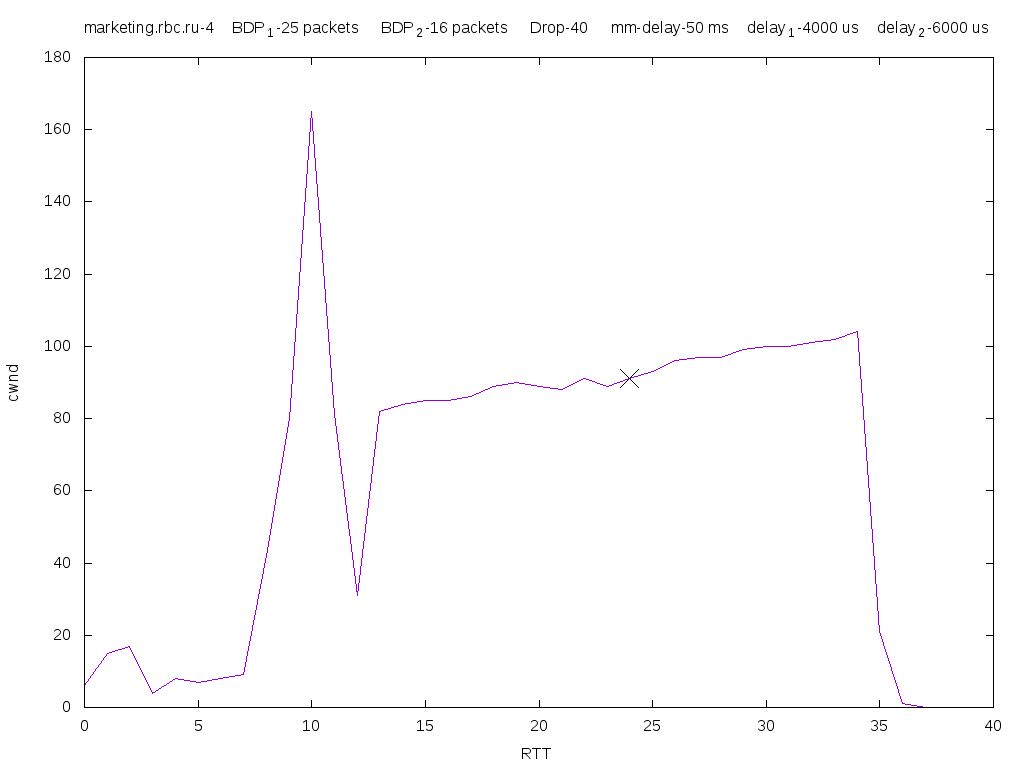 marketing.rbc.ru-4 BDP1-25 packets BDP2-16 packets Drop-40 mm-delay-50 ms delay1-4000 us delay2-6000 us
180
160
140
120
100
80
60
40
20
0
cwnd
0 5 10 15 20 25 30 35 40
RTT